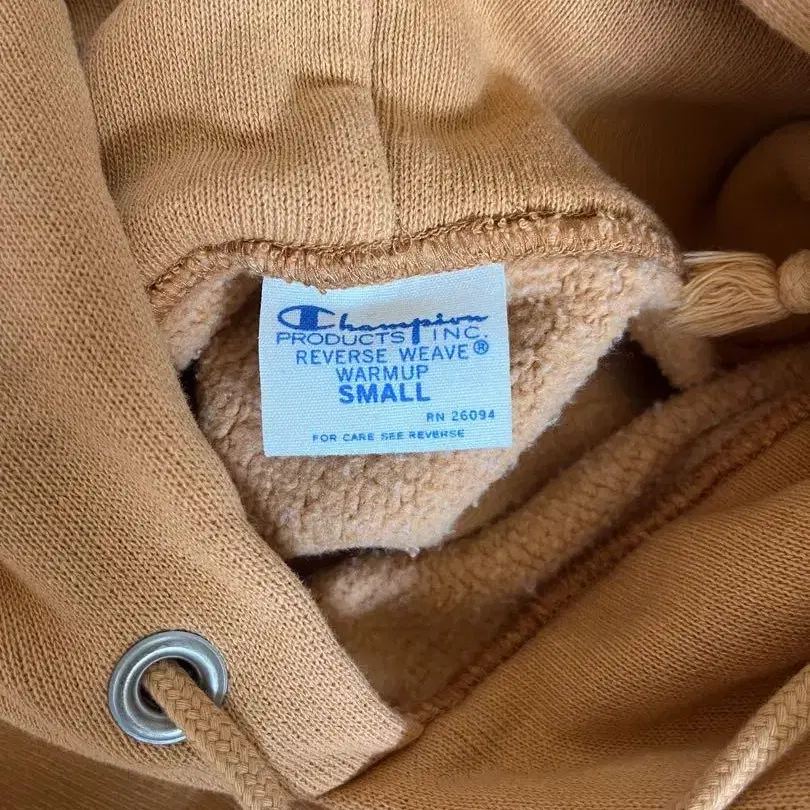 Champion
PRODUCTS INC.
REVERSE WEAVE®
WARMUP
SMALL
RN 26094
FOR CARE SEE REVERSE